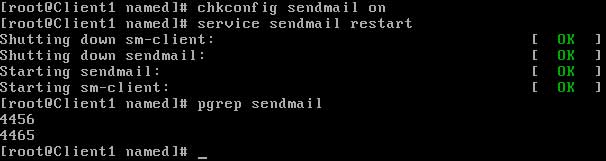 [root@Client1 named]# chkconfig sendmail on
[root@Client1 named]# service sendmail restart
Shutting down sm-client: [ OK ]
Shutting down sendmail: [ OK ]
Starting sendmail: [ OK ]
Starting sm-client: [ OK ]
[root@Client1 named]# pgrep sendmail
4456
4465
[root@Client1 named]# _